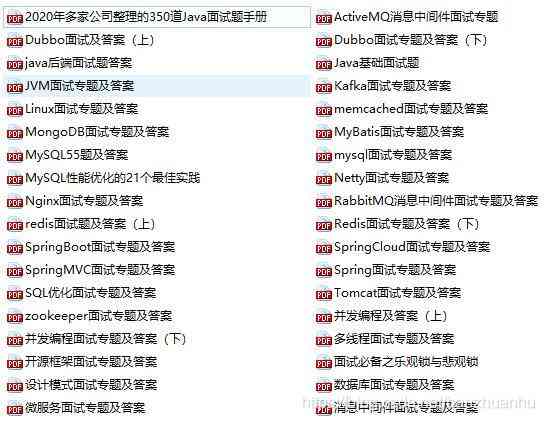 2020年多家公司整理的350道Java面试题手册
ActiveMQ消息中间件面试专题
Dubbo面试及答案（上）
Dubbo面试专题及答案（下）
java后端面试题答案
Java基础面试题
JVM面试专题及答案
Kafka面试专题及答案
Linux面试专题及答案
memcached面试专题及答案
MongoDB面试专题及答案
MyBatis面试专题及答案
MySQL55题及答案
mysql面试专题及答案
MySQL性能优化的21个最佳实践
Netty面试专题及答案
Nginx面试专题及答案
RabbitMQ消息中间件面试专题及答案
redis面试题及答案（上）
Redis面试专题及答案（下）
SpringBoot面试专题及答案
SpringCloud面试专题及答案
SpringMVC面试专题及答案
Spring面试专题及答案
SQL优化面试专题及答案
Tomcat面试专题及答案
zookeeper面试专题及答案
并发编程及答案（上）
并发编程面试专题及答案（下）
多线程面试专题及答案
开源框架面试专题及答案
面试必备之乐观锁与悲观锁
设计模式面试专题及答案
数据库面试专题及答案
微服务面试专题及答案
消息中间件面试专题及答案